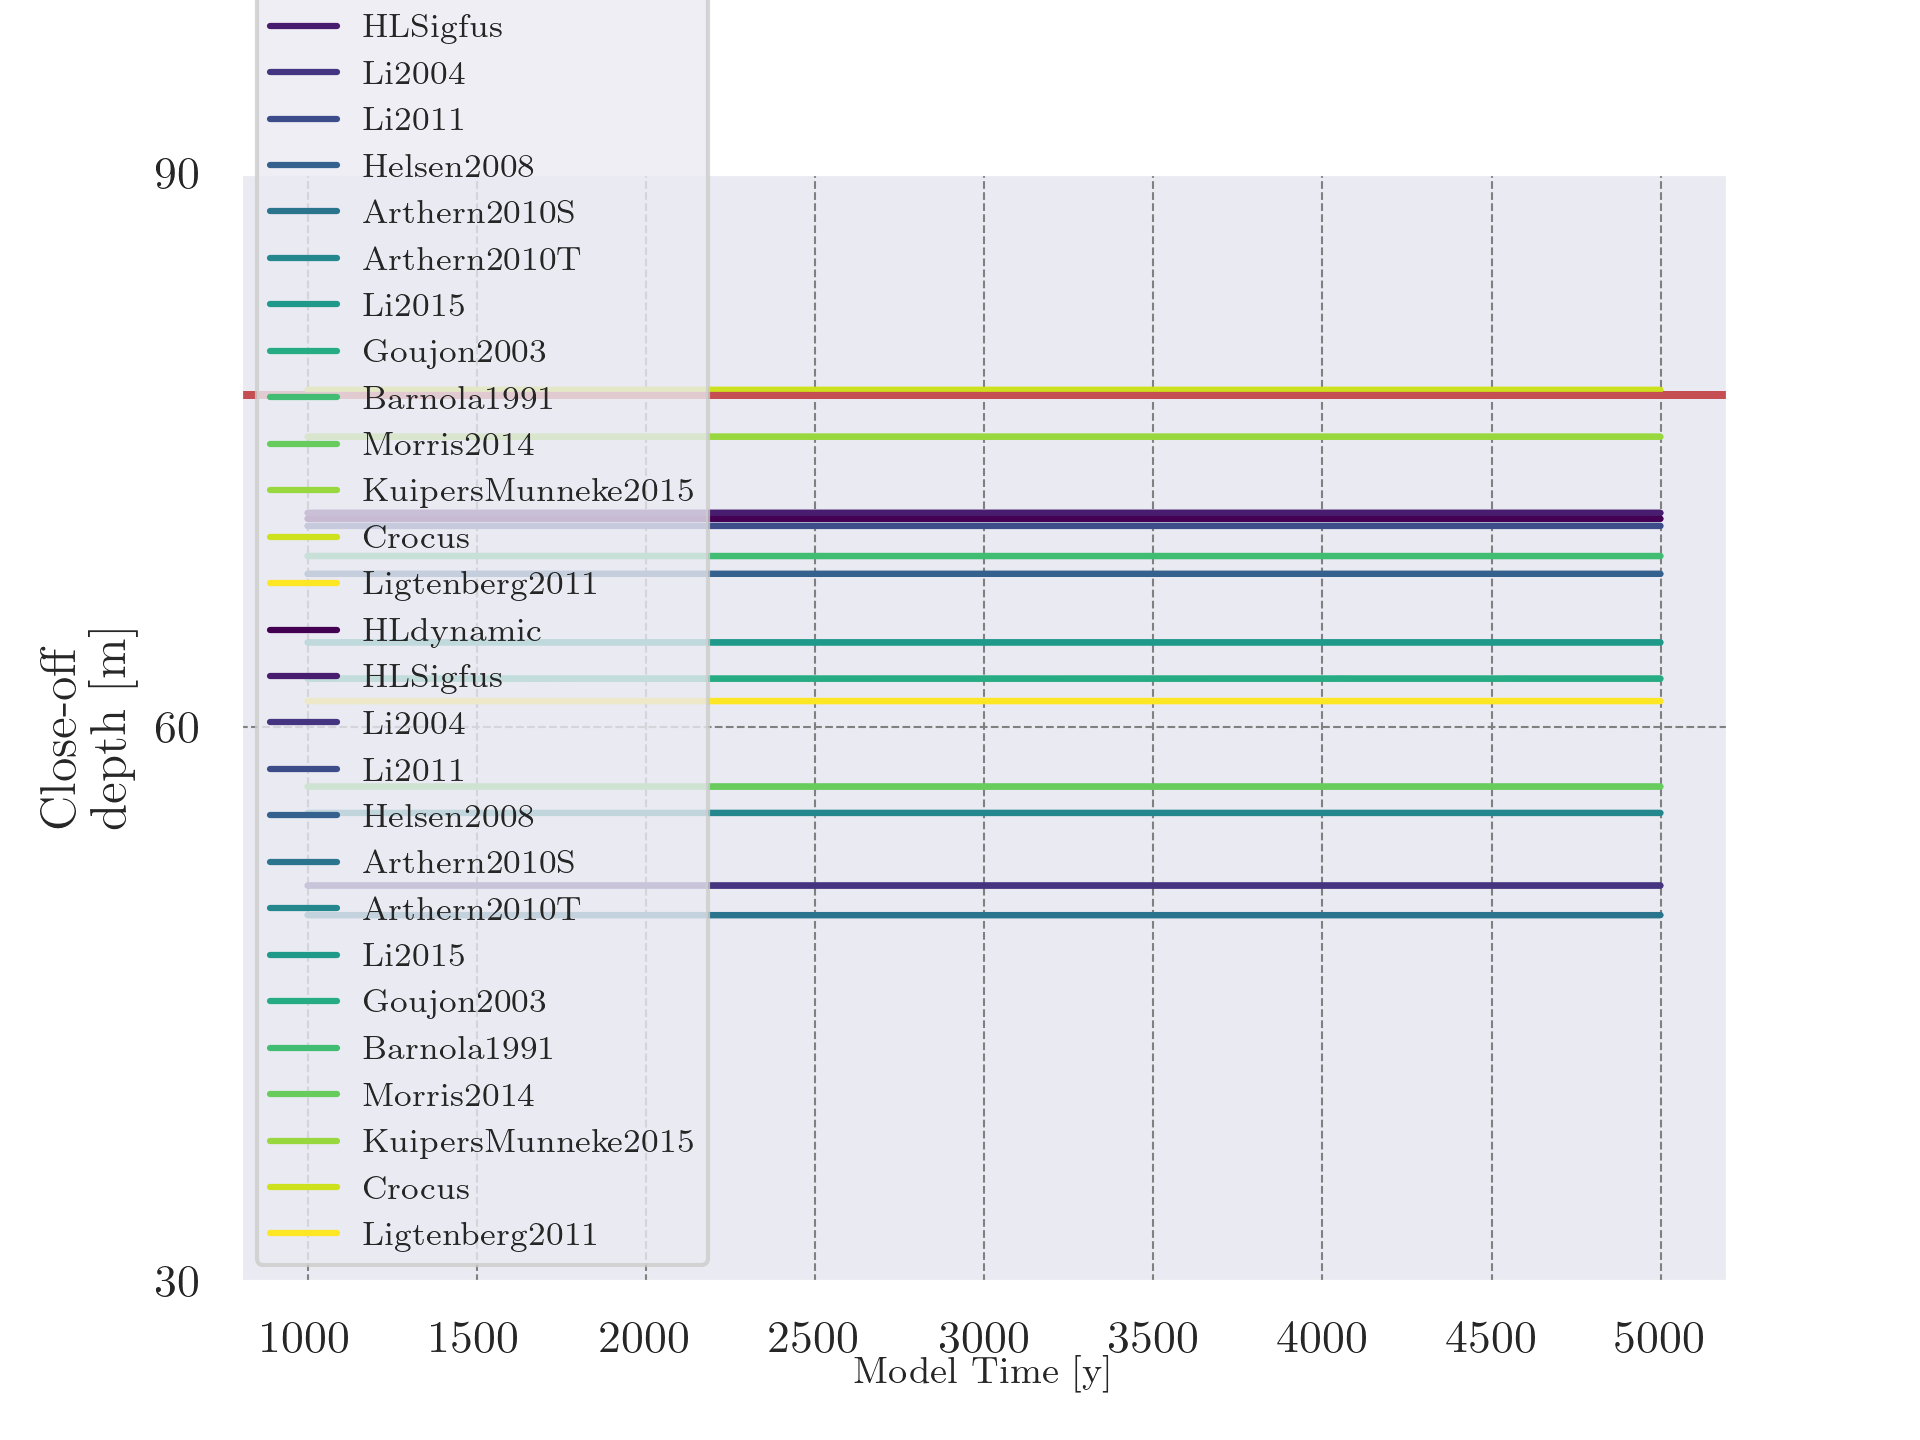 HLSigfus
Li2004
Li2011
Helsen2008
Arthern2010S
Arthern2010T
Li2015
Goujon2003
Barnola1991
Morris2014
KuipersMunneke2015
Crocus
Ligtenberg2011
HLdynamic
HLSigfus
Li2004
Li2011
Helsen2008
Arthern2010S
Arthern2010T
Li2015
Goujon2003
Barnola1991
Morris2014
KuipersMunneke2015
Crocus
Ligtenberg2011
90
60
30
Close-off
depth [m]
1000 1500 2000 2500 3000 3500 4000 4500 5000
Model Time [y]